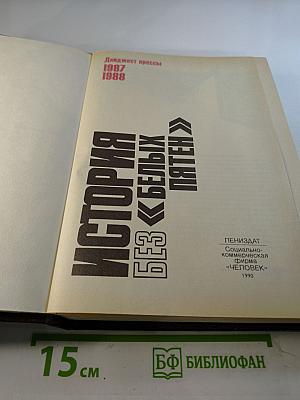 Дайджест прессы
1987
1988
ИСТОРИЯ
БЕЗ «БЕЛЫХ
ПЯТЕН»
ЛЕНИЗДАТ
Социально-
коммерческая
фирма
«ЧЕЛОВЕК»
1990
15 см
БФ БИБЛИОФАН